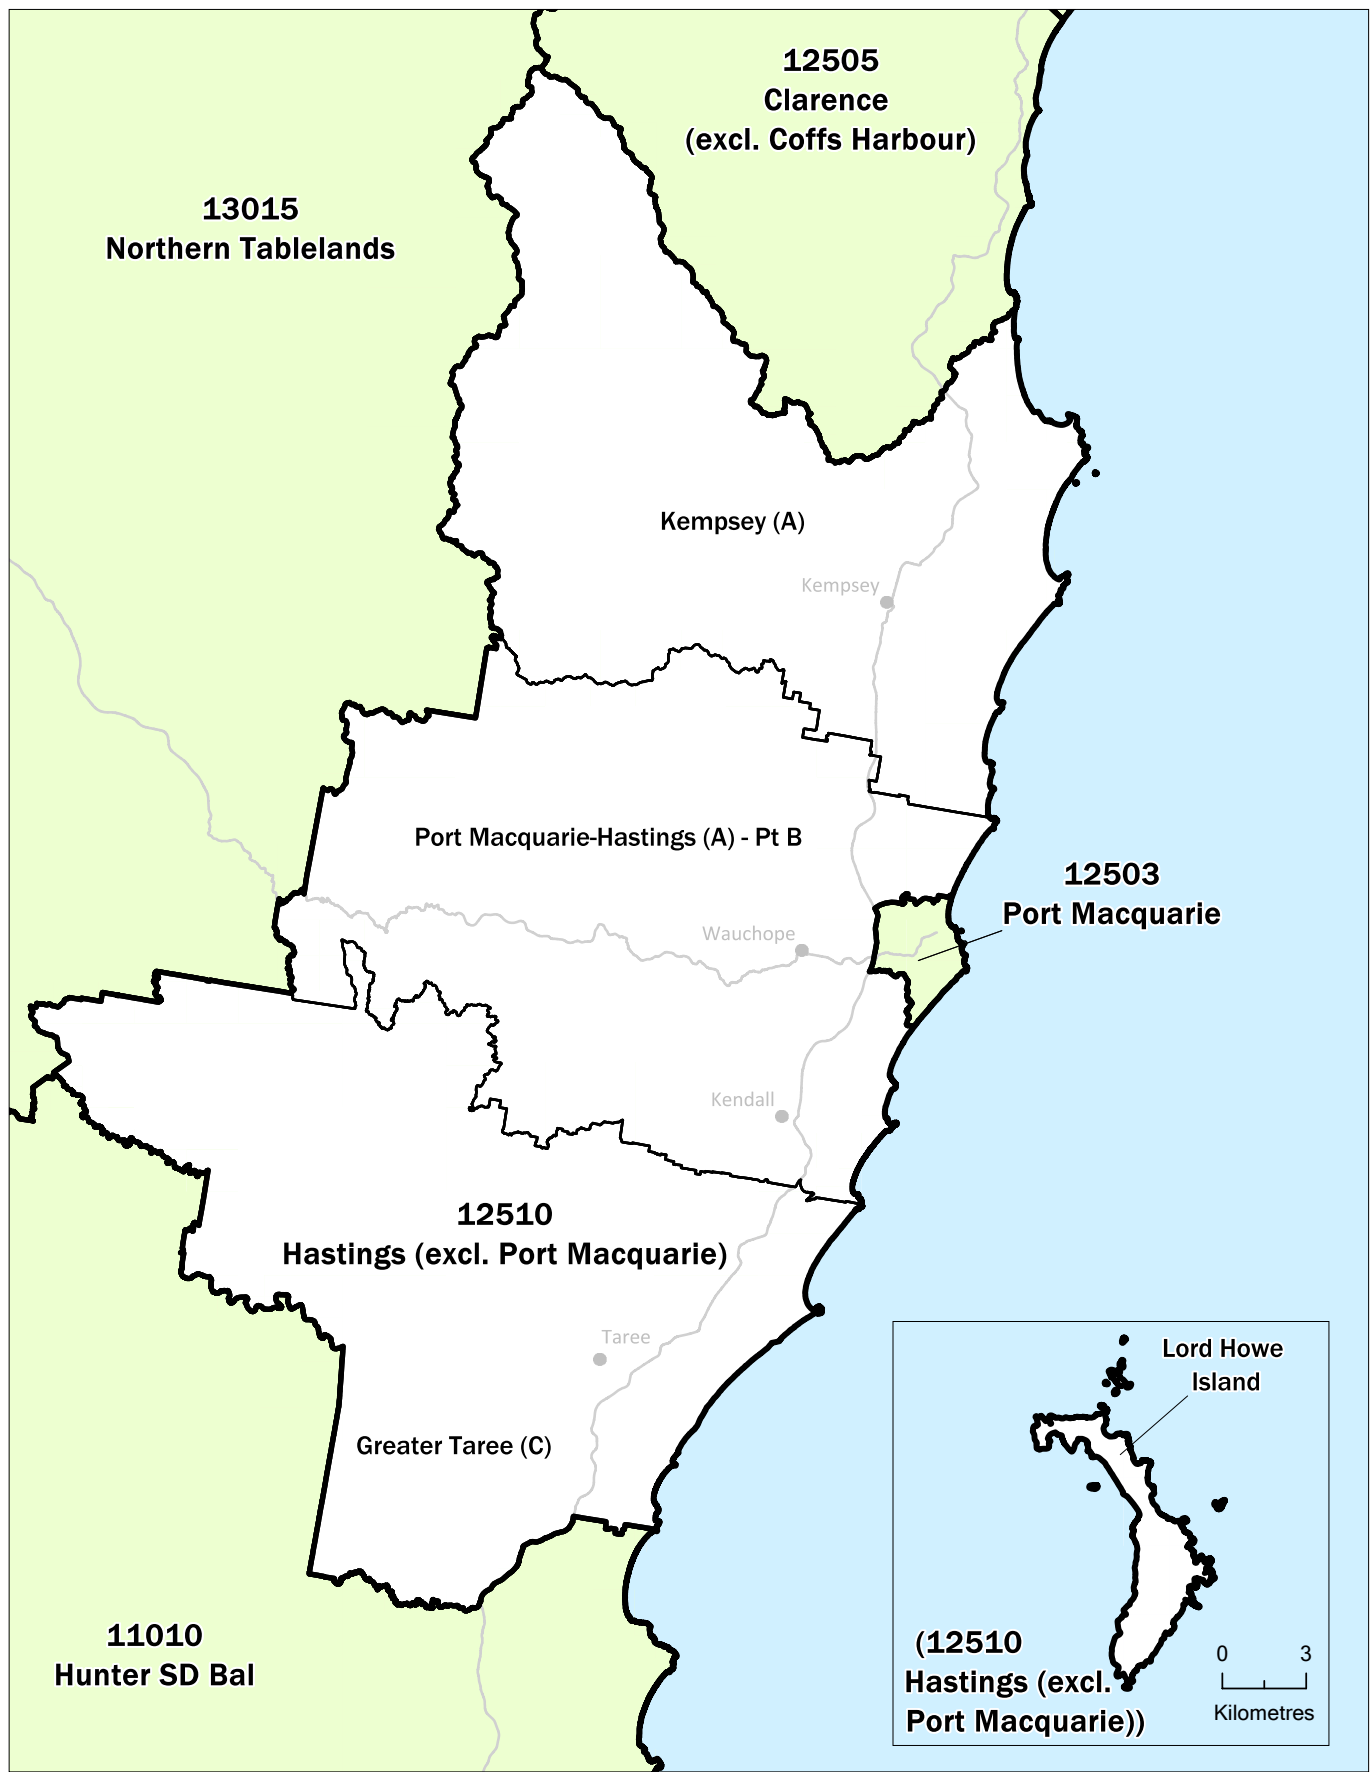 12505
Clarence
(excl. Coffs Harbour)
13015
Northern Tablelands
Kempsey (A)
Kempsey
Port Macquarie-Hastings (A) - Pt B
12503
Port Macquarie
Wauchope
Kendall
12510
Hastings (excl. Port Macquarie)
Taree
Lord Howe
Island
Greater Taree (C)
11010
Hunter SD Bal
(12510
Hastings (excl.
Port Macquarie))
0 3
Kilometres